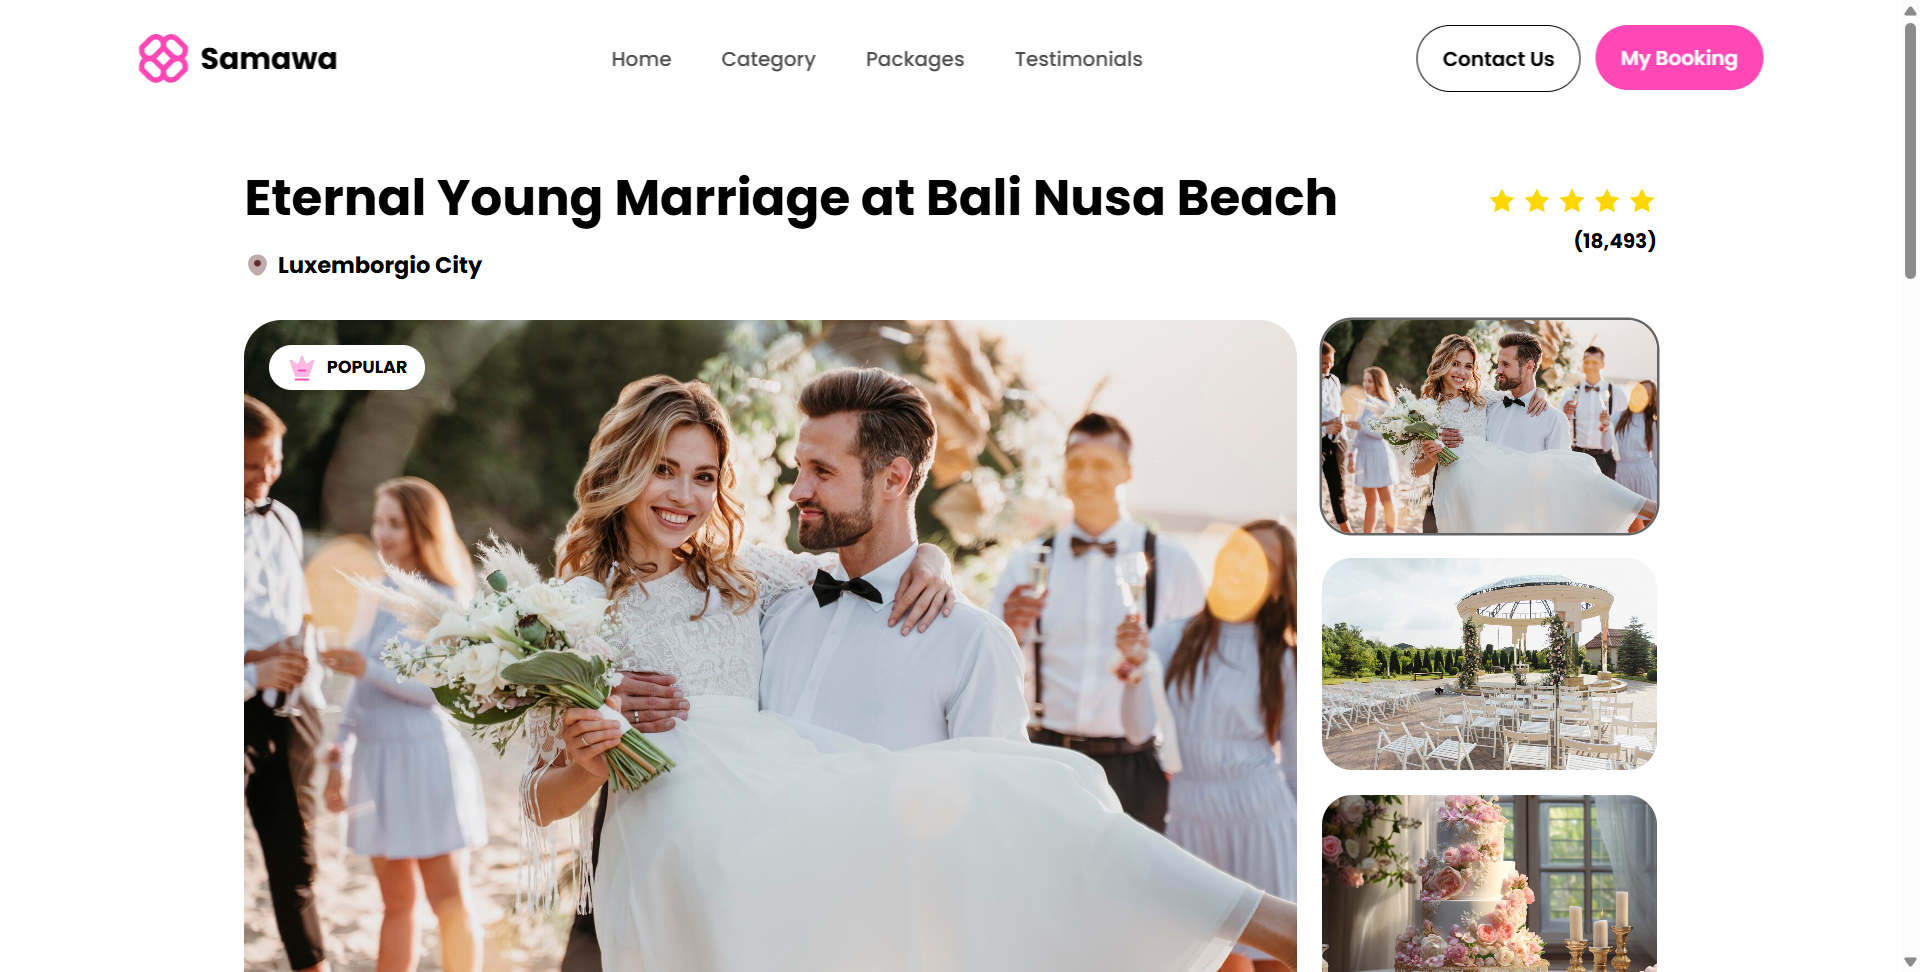 Samawa
Home
Category
Packages
Testimonials
Contact Us
My Booking
Eternal Young Marriage at Bali Nusa Beach
(18,493)
Luxemborgio City
POPULAR